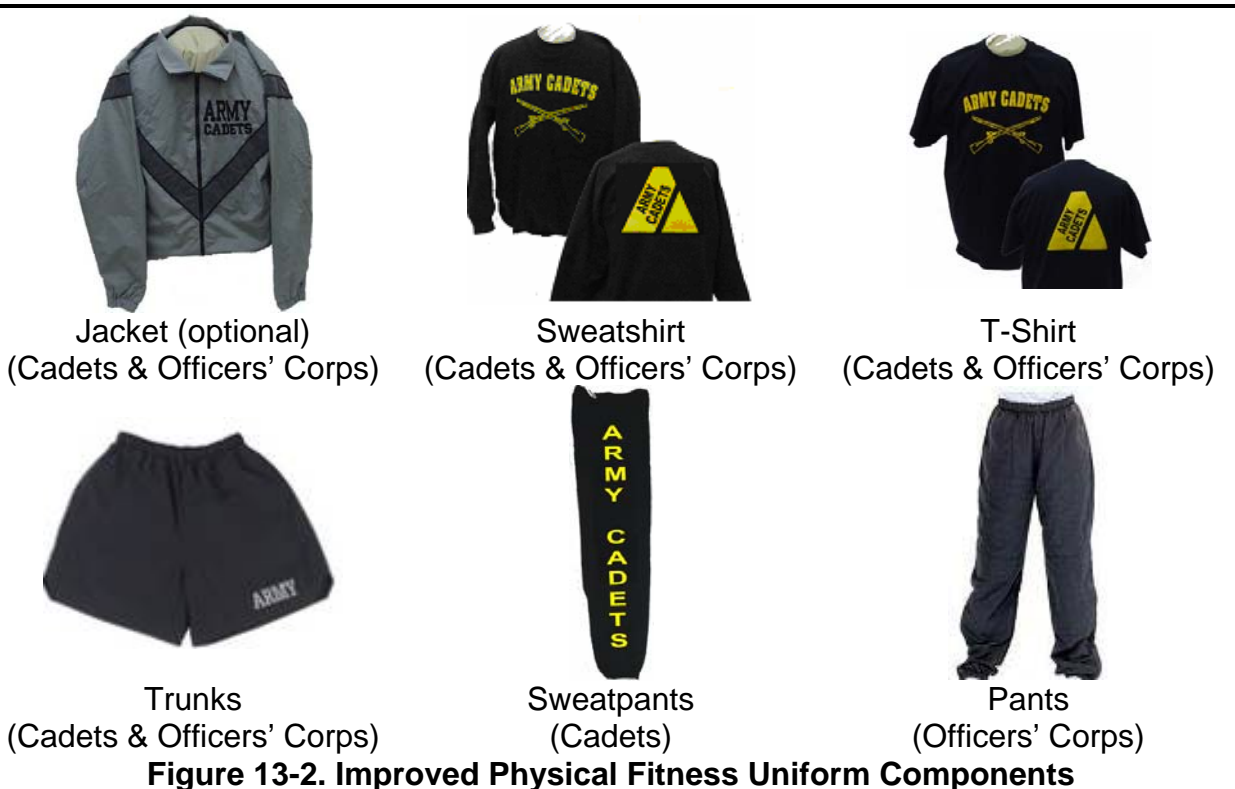 ARMY
CADETS
ARMY CADETS
ARMY
CADETS
ARMY CADETS
ARMY
CADETS
Jacket (optional)
(Cadets & Officers’ Corps)
Sweatshirt
(Cadets & Officers’ Corps)
T-Shirt
(Cadets & Officers’ Corps)
ARMY
ARMY CADETS
Trunks
(Cadets & Officers’ Corps)
Sweatpants
(Cadets)
Pants
(Officers’ Corps)
Figure 13-2. Improved Physical Fitness Uniform Components